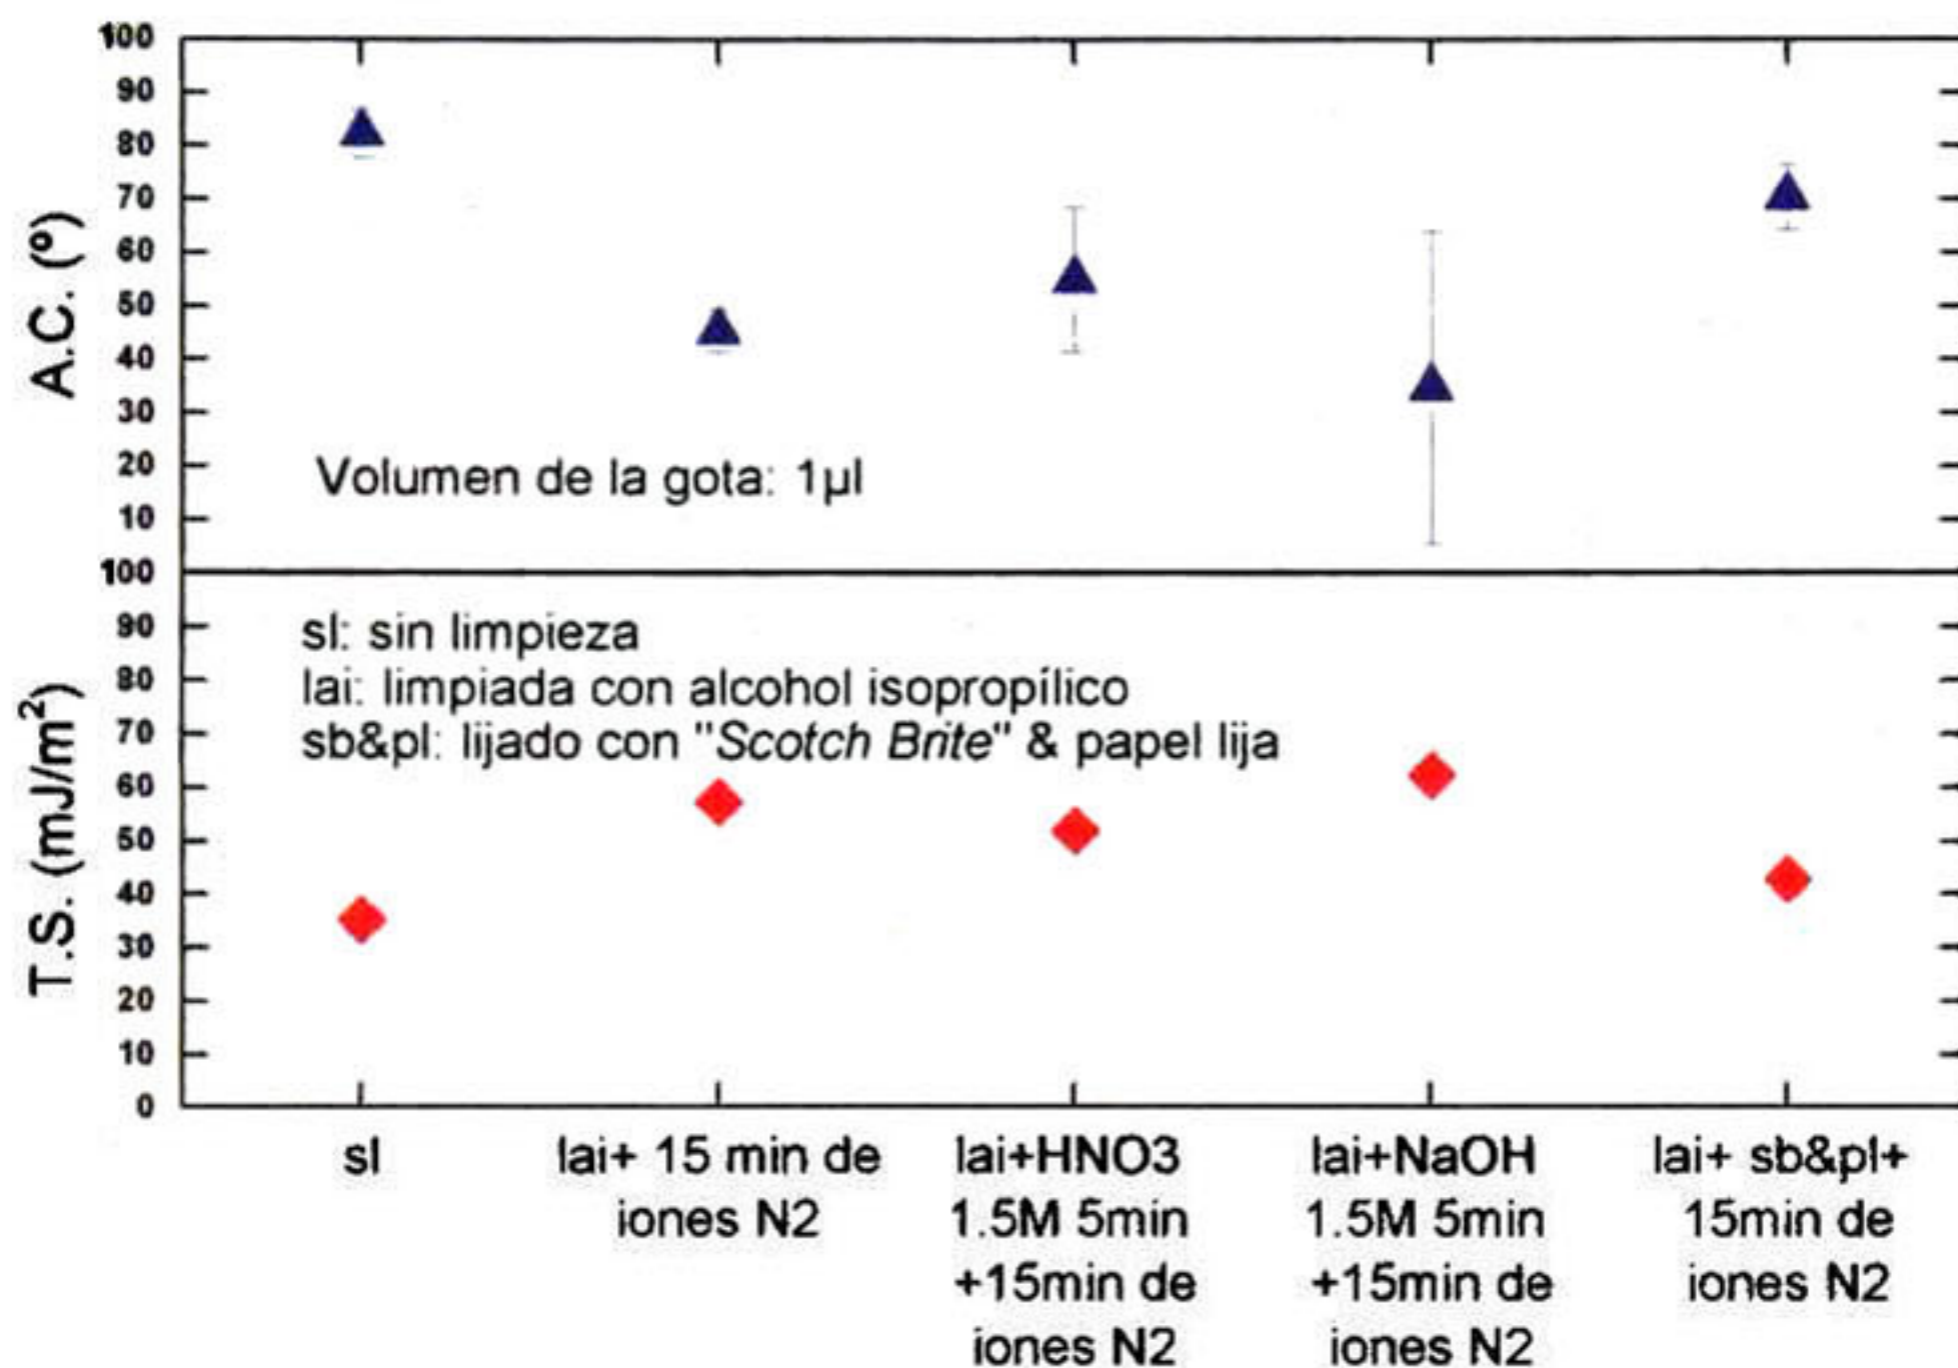 100
90
80
70
60
50
40
30
20
10
A.C. (º)
Volumen de la gota: 1µl
100
90
80
70
60
50
40
30
20
10
0
T.S. (mJ/m²)
sl: sin limpieza
lai: limpiada con alcohol isopropílico
sb&pl: lijado con "Scotch Brite" & papel lija
sl
lai+ 15 min de
iones N2
lai+HNO3
1.5M 5min
+15min de
iones N2
lai+NaOH
1.5M 5min
+15min de
iones N2
lai+ sb&pl+
15min de
iones N2